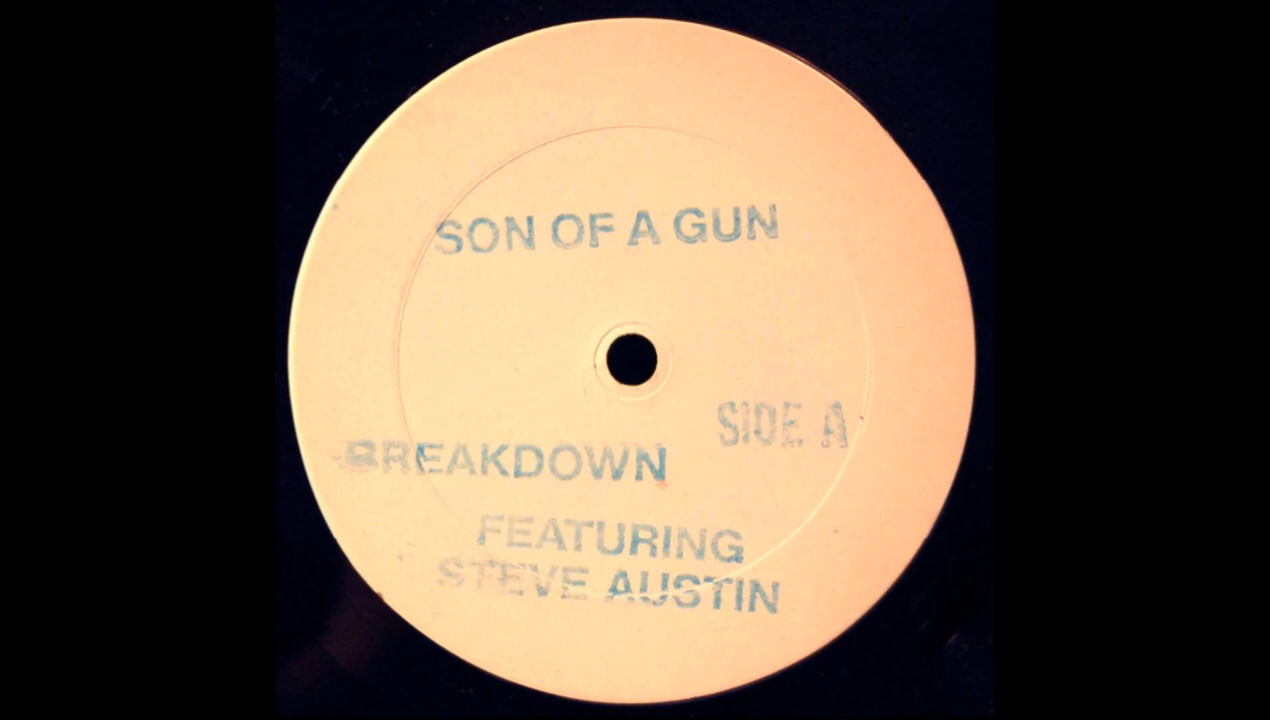 SON OF A GUN
SIDE A
BREAKDOWN
FEATURING
STEVE AUSTIN